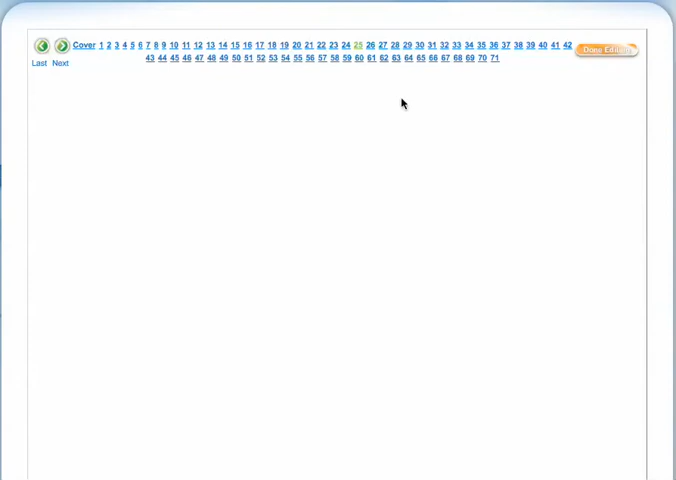 Cover 1 2 3 4 5 6 7 8 9 10 11 12 13 14 15 16 17 18 19 20 21 22 23 24 25 26 27 28 29 30 31 32 33 34 35 36 37 38 39 40 41 42
Done Editing
43 44 45 46 47 48 49 50 51 52 53 54 55 56 57 58 59 60 61 62 63 64 65 66 67 68 69 70 71
Last Next